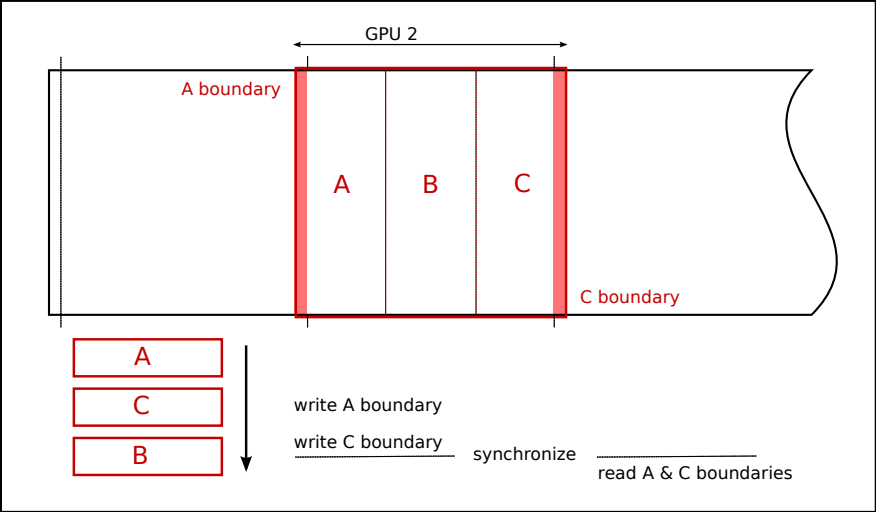 GPU 2
A boundary
A
B
C
C boundary
A
C
B
write A boundary
write C boundary
synchronize
read A & C boundaries